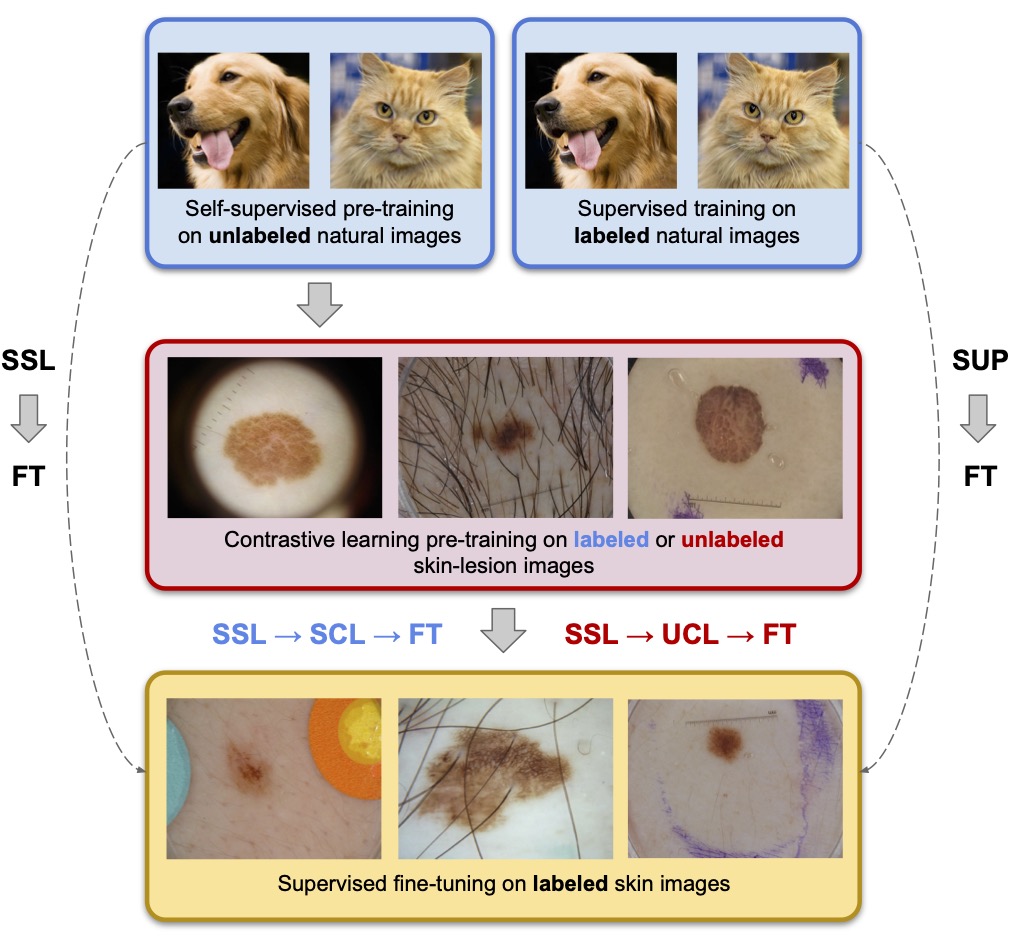 Self-supervised pre-training
on unlabeled natural images
Supervised training on
labeled natural images
SSL
FT
SUP
FT
Contrastive learning pre-training on labeled or unlabeled
skin-lesion images
SSL → SCL → FT
SSL → UCL → FT
Supervised fine-tuning on labeled skin images